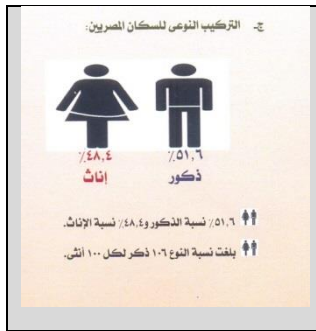 ج- التركيب النوعى للسكان المصريين:
٥١,٦٪ ٤٨,٤٪
ذكور إناث
٥١,٦٪ نسبة الذكور و٤٨,٤٪ نسبة الإناث.
بلغت نسبة النوع ١٠٦ ذكر لكل ١٠٠ أنثى.